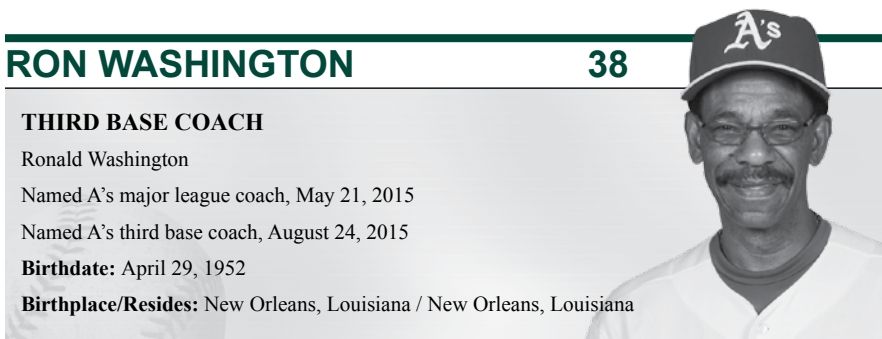 A's
RON WASHINGTON 38
THIRD BASE COACH
Ronald Washington
Named A’s major league coach, May 21, 2015
Named A’s third base coach, August 24, 2015
Birthdate: April 29, 1952
Birthplace/Resides: New Orleans, Louisiana / New Orleans, Louisiana